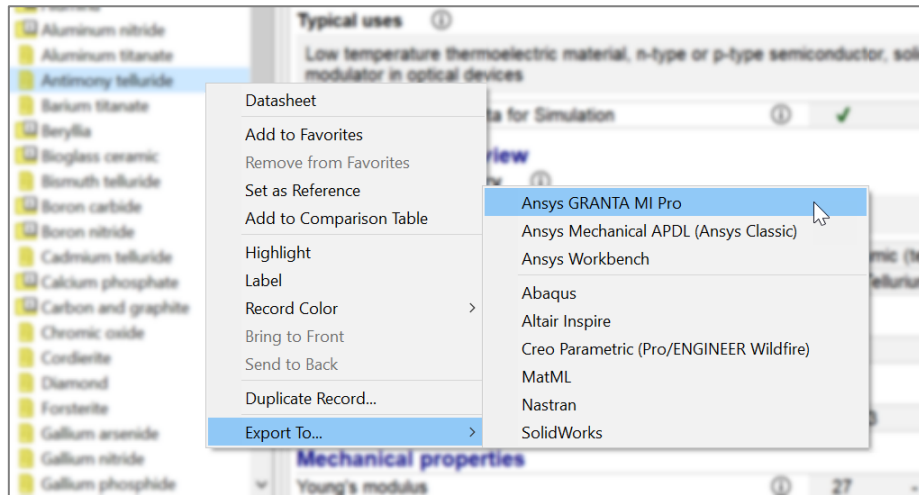 Alumina
Aluminum nitride
Aluminum titanate
Antimony telluride
Barium titanate
Beryllia
Bioglass ceramic
Bismuth telluride
Boron carbide
Boron nitride
Cadmium telluride
Calcium phosphate
Carbon and graphite
Chromic oxide
Cordierite
Diamond
Forsterite
Gallium arsenide
Gallium nitride
Gallium phosphide
Typical uses
Low temperature thermoelectric material, n-type or p-type semiconductor,
modulator in optical devices
for Simulation
Datasheet
Add to Favorites
Remove from Favorites
Set as Reference
Add to Comparison Table
Highlight
Label
Record Color
Bring to Front
Send to Back
Duplicate Record...
Export To...
Ansys GRANTA MI Pro
Ansys Mechanical APDL (Ansys Classic)
Ansys Workbench
Abaqus
Altair Inspire
Creo Parametric (Pro/ENGINEER Wildfire)
MatML
Nastran
SolidWorks
Mechanical properties
Young's modulus
27 -